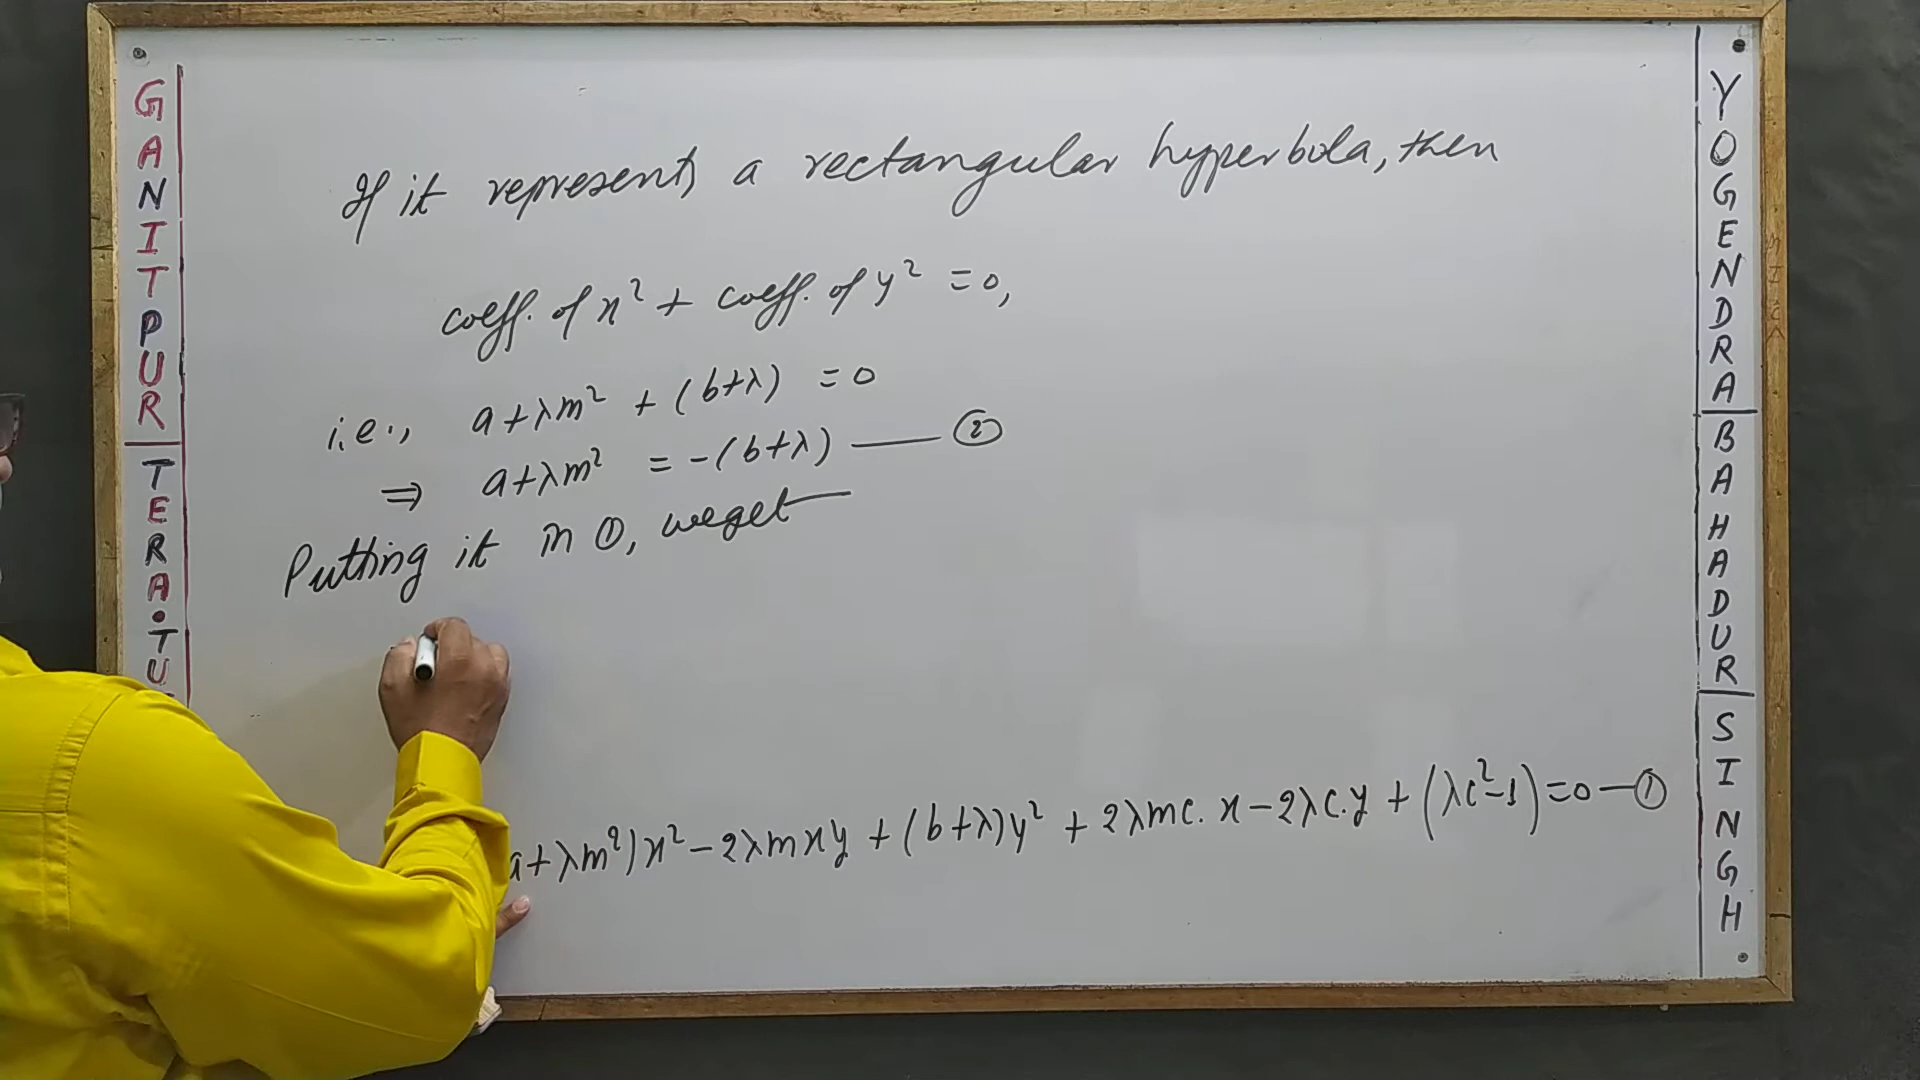 GANITPUR
TERA.TU
If it represents a rectangular hyperbola, then
coeff. of x² + coeff. of y² = 0,
i.e., a+λm² + (b+λ) = 0
⇒ a+λm² = -(b+λ) —— ②
Putting it in ①, we get —
a+λm²)x² - 2λmxy + (b+λ)y² + 2λmc.x - 2λc.y + (λc²-1) = 0 — ①
YOGENDRA
BAHADUR
SINGH